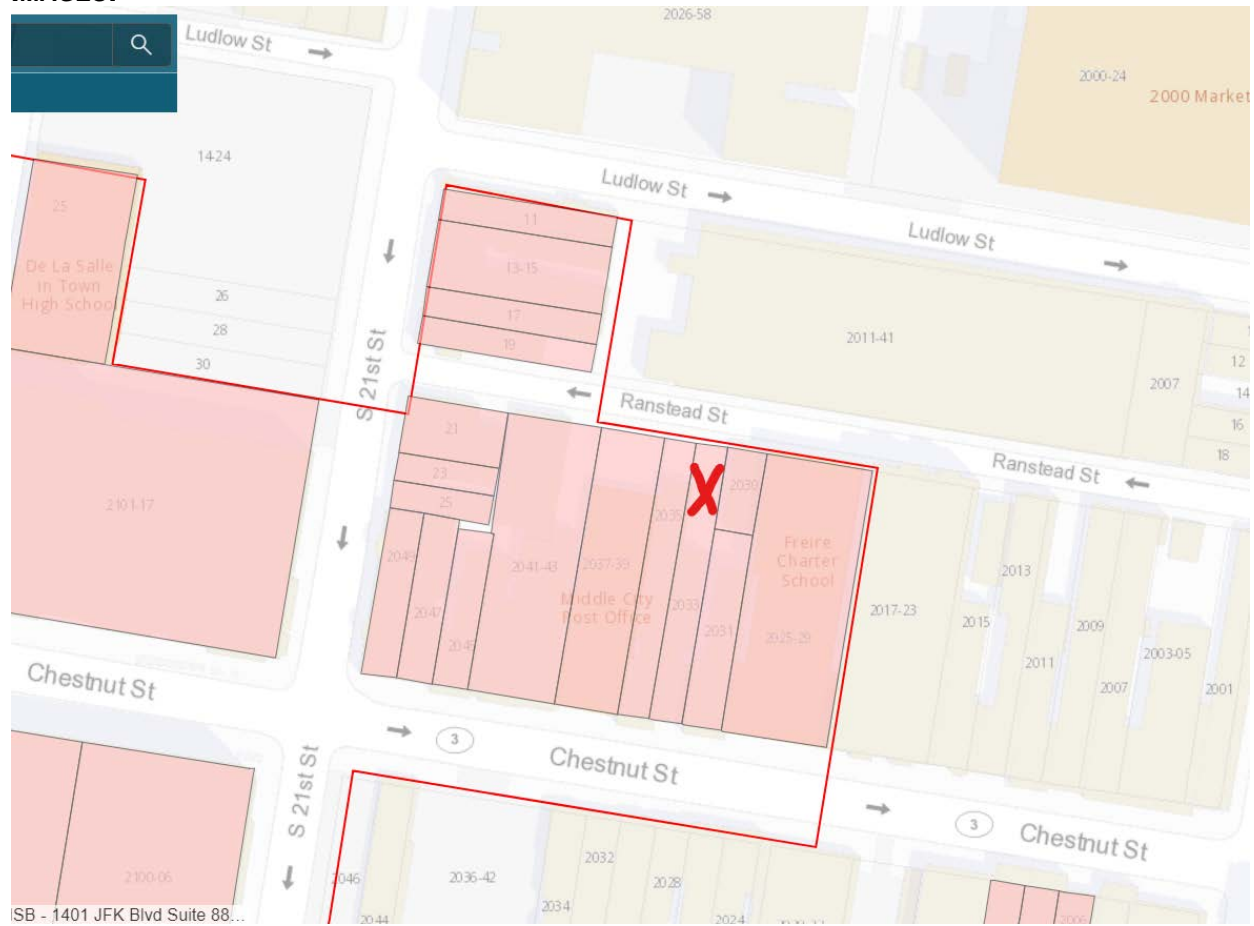 Ludlow St
2026-58
2000-24
2000 Market
14-24
Ludlow St
25
11
Ludlow St
De La Salle
in Town
High School
13-15
26
17
28
19
2011-41
30
S 21st St
12
2007
14
Ranstead St
16
21
18
Ranstead St
23
2030
25
2101-17
2035
Freire
Charter
School
2049
2041-43
2037-39
2013
Middle City
Post Office
2033
2047
2017-23
2015
2009
2031
2025-29
2045
2003-05
2011
2007
2001
Chestnut St
3
Chestnut St
S 21st St
3
Chestnut St
2032
2100-06
2046
2036-42
2028
2034
2006
2044
2024
ISB - 1401 JFK Blvd Suite 88...